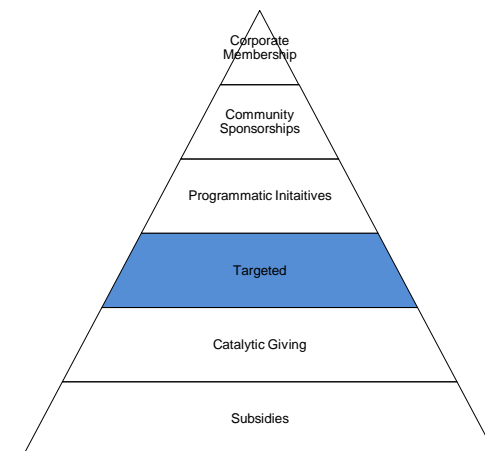 Corporate
Membership
Community
Sponsorships
Programmatic Initaitives
Targeted
Catalytic Giving
Subsidies